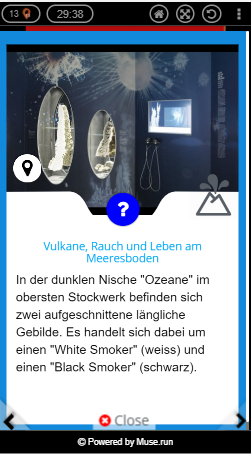 13
29:38
?
Vulkane, Rauch und Leben am
Meeresboden
In der dunklen Nische "Ozeane" im
obersten Stockwerk befinden sich
zwei aufgeschnittene längliche
Gebilde. Es handelt sich dabei um
einen "White Smoker" (weiss) und
einen "Black Smoker" (schwarz).
Close
© Powered by Muse.run